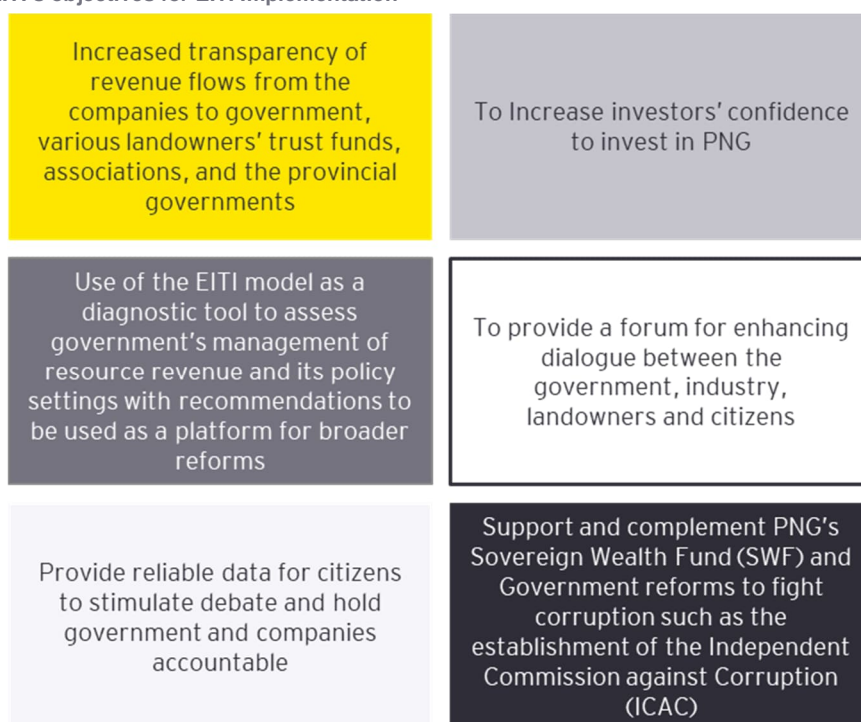 objectives for EITI implementation
Increased transparency of
revenue flows from the
companies to government,
various landowners' trust funds,
associations, and the provincial
governments
To Increase investors' confidence
to invest in PNG
Use of the EITI model as a
diagnostic tool to assess
government's management of
resource revenue and its policy
settings with recommendations to
be used as a platform for broader
reforms
To provide a forum for enhancing
dialogue between the
government, industry,
landowners and citizens
Provide reliable data for citizens
to stimulate debate and hold
government and companies
accountable
Support and complement PNG's
Sovereign Wealth Fund (SWF) and
Government reforms to fight
corruption such as the
establishment of the Independent
Commission against Corruption
(ICAC)